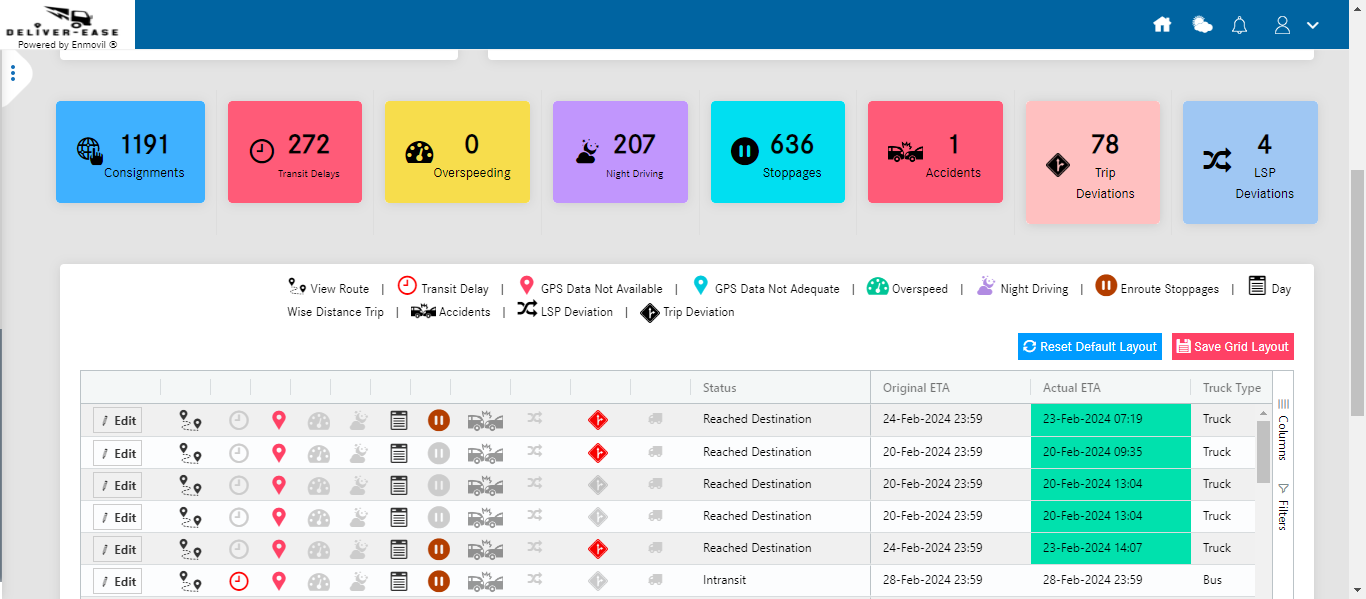 DELIVER-EASE
Powered by Enmovil ®
1191
Consignments
272
Transit Delays
0
Overspeeding
207
Night Driving
636
Stoppages
1
Accidents
78
Trip
Deviations
4
LSP
Deviations
View Route | Transit Delay | GPS Data Not Available | GPS Data Not Adequate | Overspeed | Night Driving | Enroute Stoppages | Day
Wise Distance Trip | Accidents | LSP Deviation | Trip Deviation
Reset Default Layout Save Grid Layout
Status Original ETA Actual ETA Truck Type
Edit Reached Destination 24-Feb-2024 23:59 23-Feb-2024 07:19 Truck
Edit Reached Destination 20-Feb-2024 23:59 20-Feb-2024 09:35 Truck
Edit Reached Destination 20-Feb-2024 23:59 20-Feb-2024 13:04 Truck
Edit Reached Destination 20-Feb-2024 23:59 20-Feb-2024 13:04 Truck
Edit Reached Destination 24-Feb-2024 23:59 23-Feb-2024 14:07 Truck
Edit Intransit 28-Feb-2024 23:59 28-Feb-2024 23:59 Bus
Columns
Filters